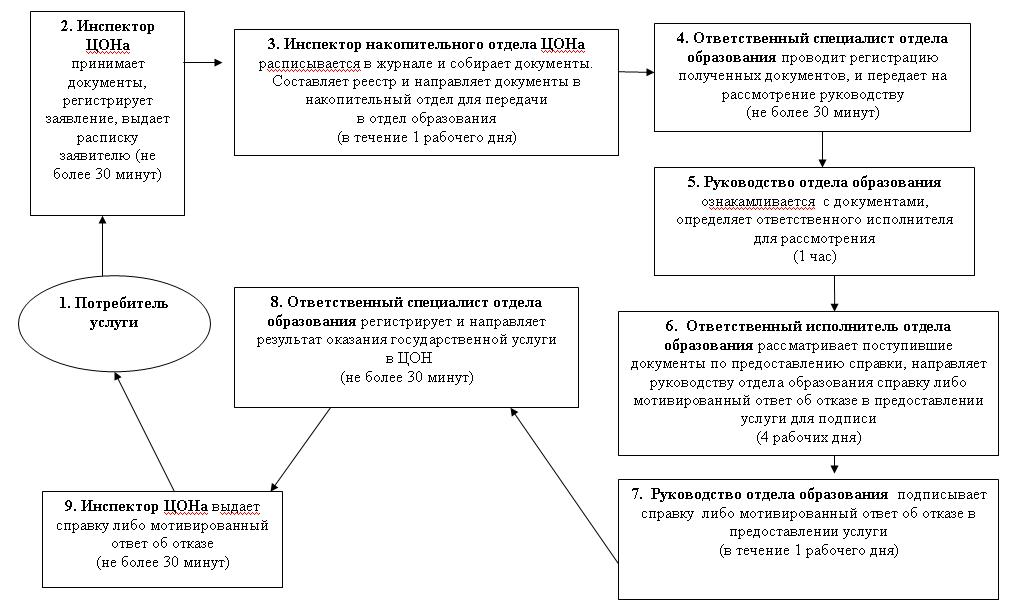 2. Инспектор
ЦОНа
принимает
документы,
регистрирует
заявление, выдает
расписку
заявителю (не
более 30 минут)
3. Инспектор накопительного отдела ЦОНа
расписывается в журнале и собирает документы.
Составляет реестр и направляет документы в
накопительный отдел для передачи
в отдел образования
(в течение 1 рабочего дня)
4. Ответственный специалист отдела
образования проводит регистрацию
полученных документов, и передает на
рассмотрение руководству
(не более 30 минут)
5. Руководство отдела образования
ознакамливается с документами,
определяет ответственного исполнителя
для рассмотрения
(1 час)
1. Потребитель
услуги
8. Ответственный специалист отдела
образования регистрирует и направляет
результат оказания государственной услуги
в ЦОН
(не более 30 минут)
6. Ответственный исполнитель отдела
образования рассматривает поступившие
документы по предоставлению справки, направляет
руководству отдела образования справку либо
мотивированный ответ об отказе в предоставлении
услуги для подписи
(4 рабочих дня)
9. Инспектор ЦОНа выдает
справку либо мотивированный
ответ об отказе
(не более 30 минут)
7. Руководство отдела образования подписывает
справку либо мотивированный ответ об отказе в
предоставлении услуги
(в течение 1 рабочего дня)